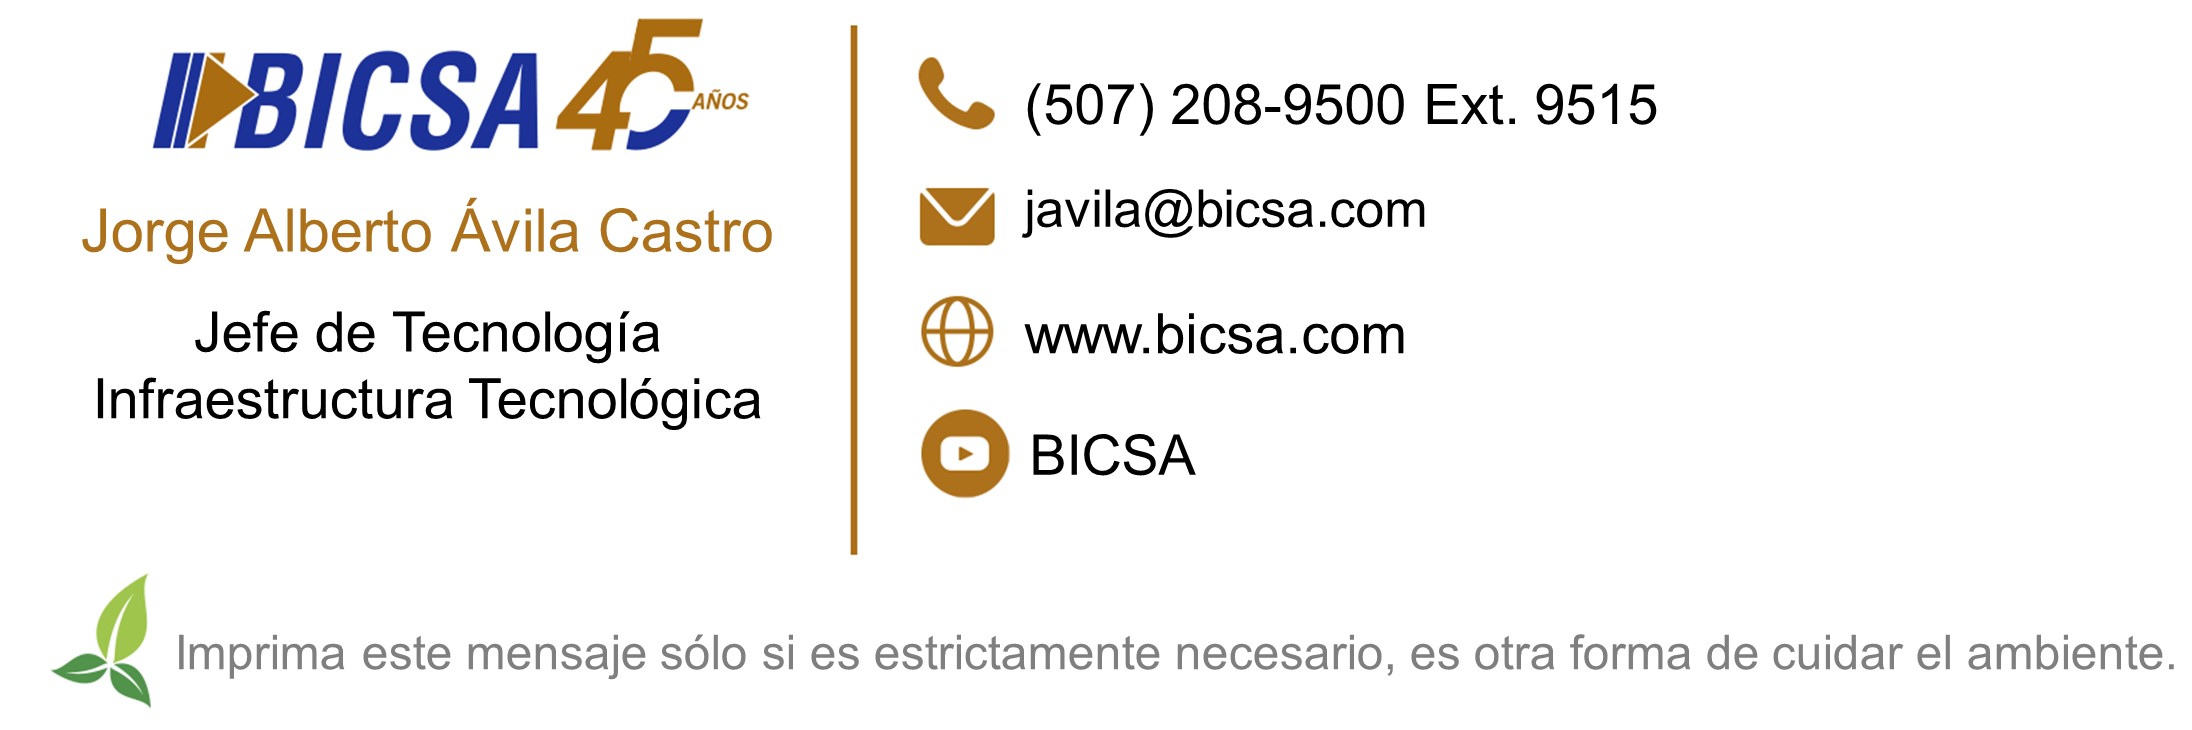 BICSA 45 AÑOS
Jorge Alberto Ávila Castro
Jefe de Tecnología
Infraestructura Tecnológica
(507) 208-9500 Ext. 9515
javila@bicsa.com
www.bicsa.com
BICSA
Imprima este mensaje sólo si es estrictamente necesario, es otra forma de cuidar el ambiente.